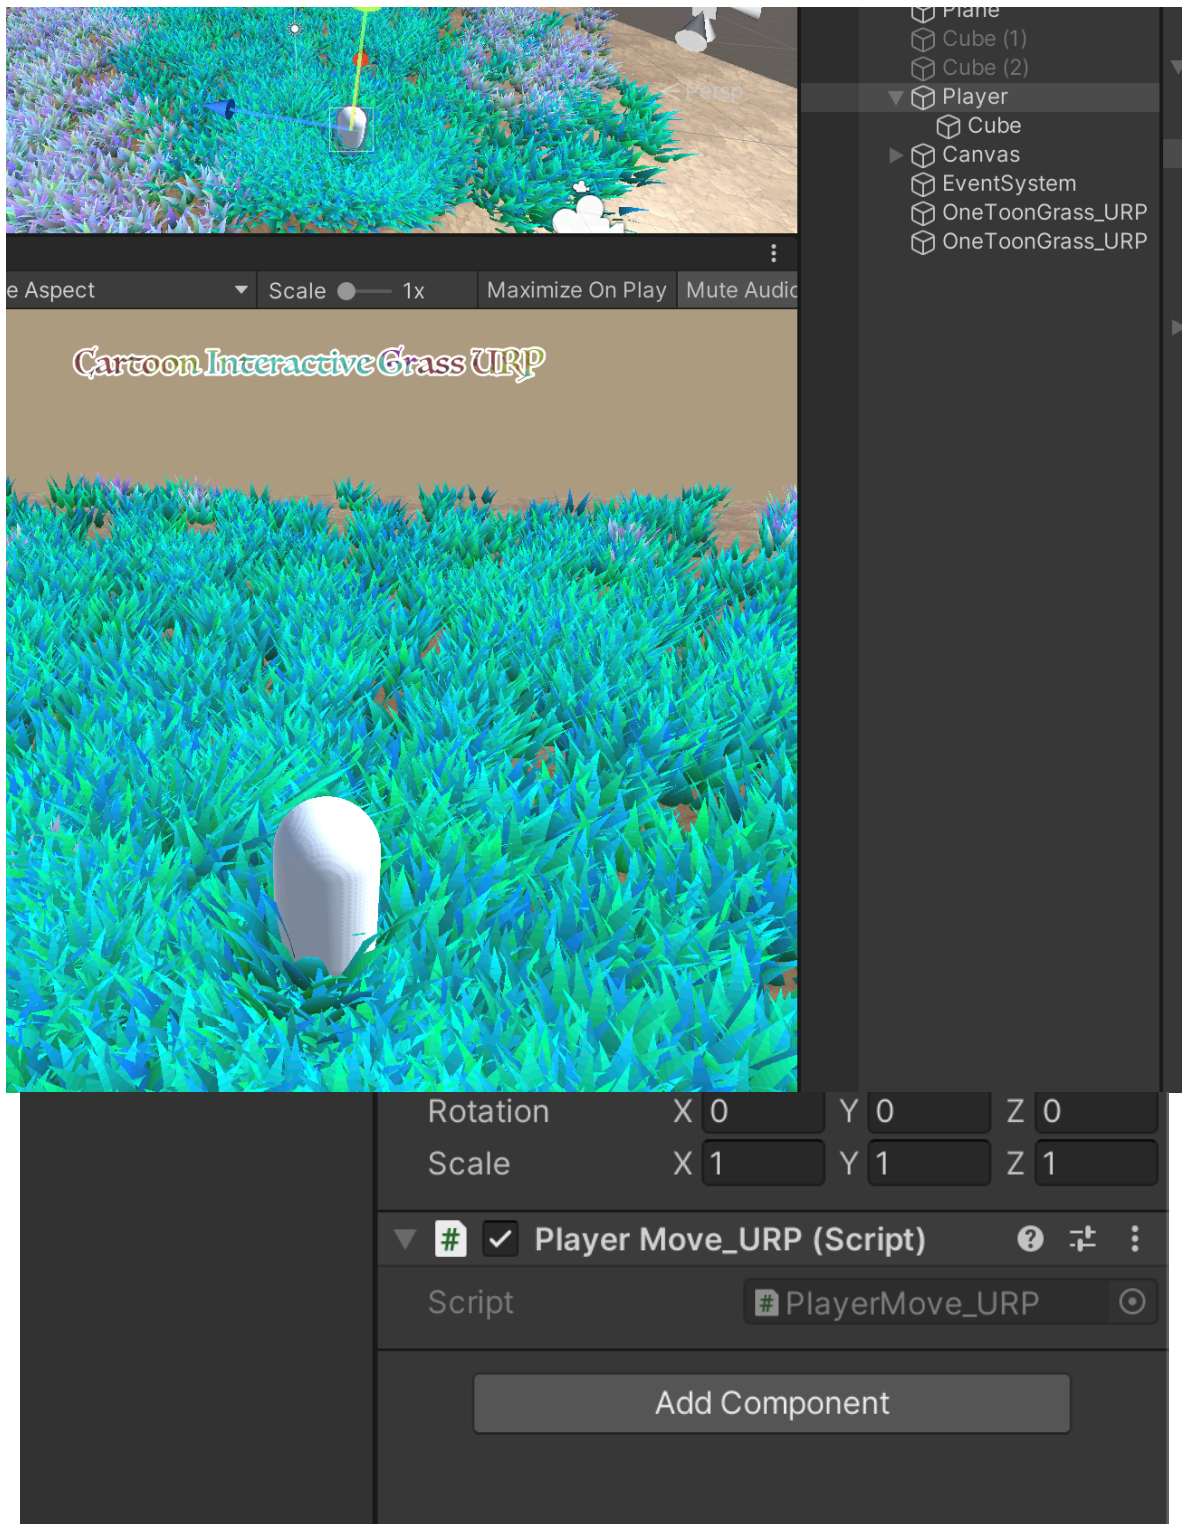 Plane
Cube (1)
Cube (2)
Persp
Player
Cube
Canvas
EventSystem
OneToonGrass_URP
OneToonGrass_URP
e Aspect
Scale 1x
Maximize On Play
Mute Audio
Cartoon Interactive Grass URP
Rotation X 0 Y 0 Z 0
Scale X 1 Y 1 Z 1
# Player Move_URP (Script)
Script # PlayerMove_URP
Add Component